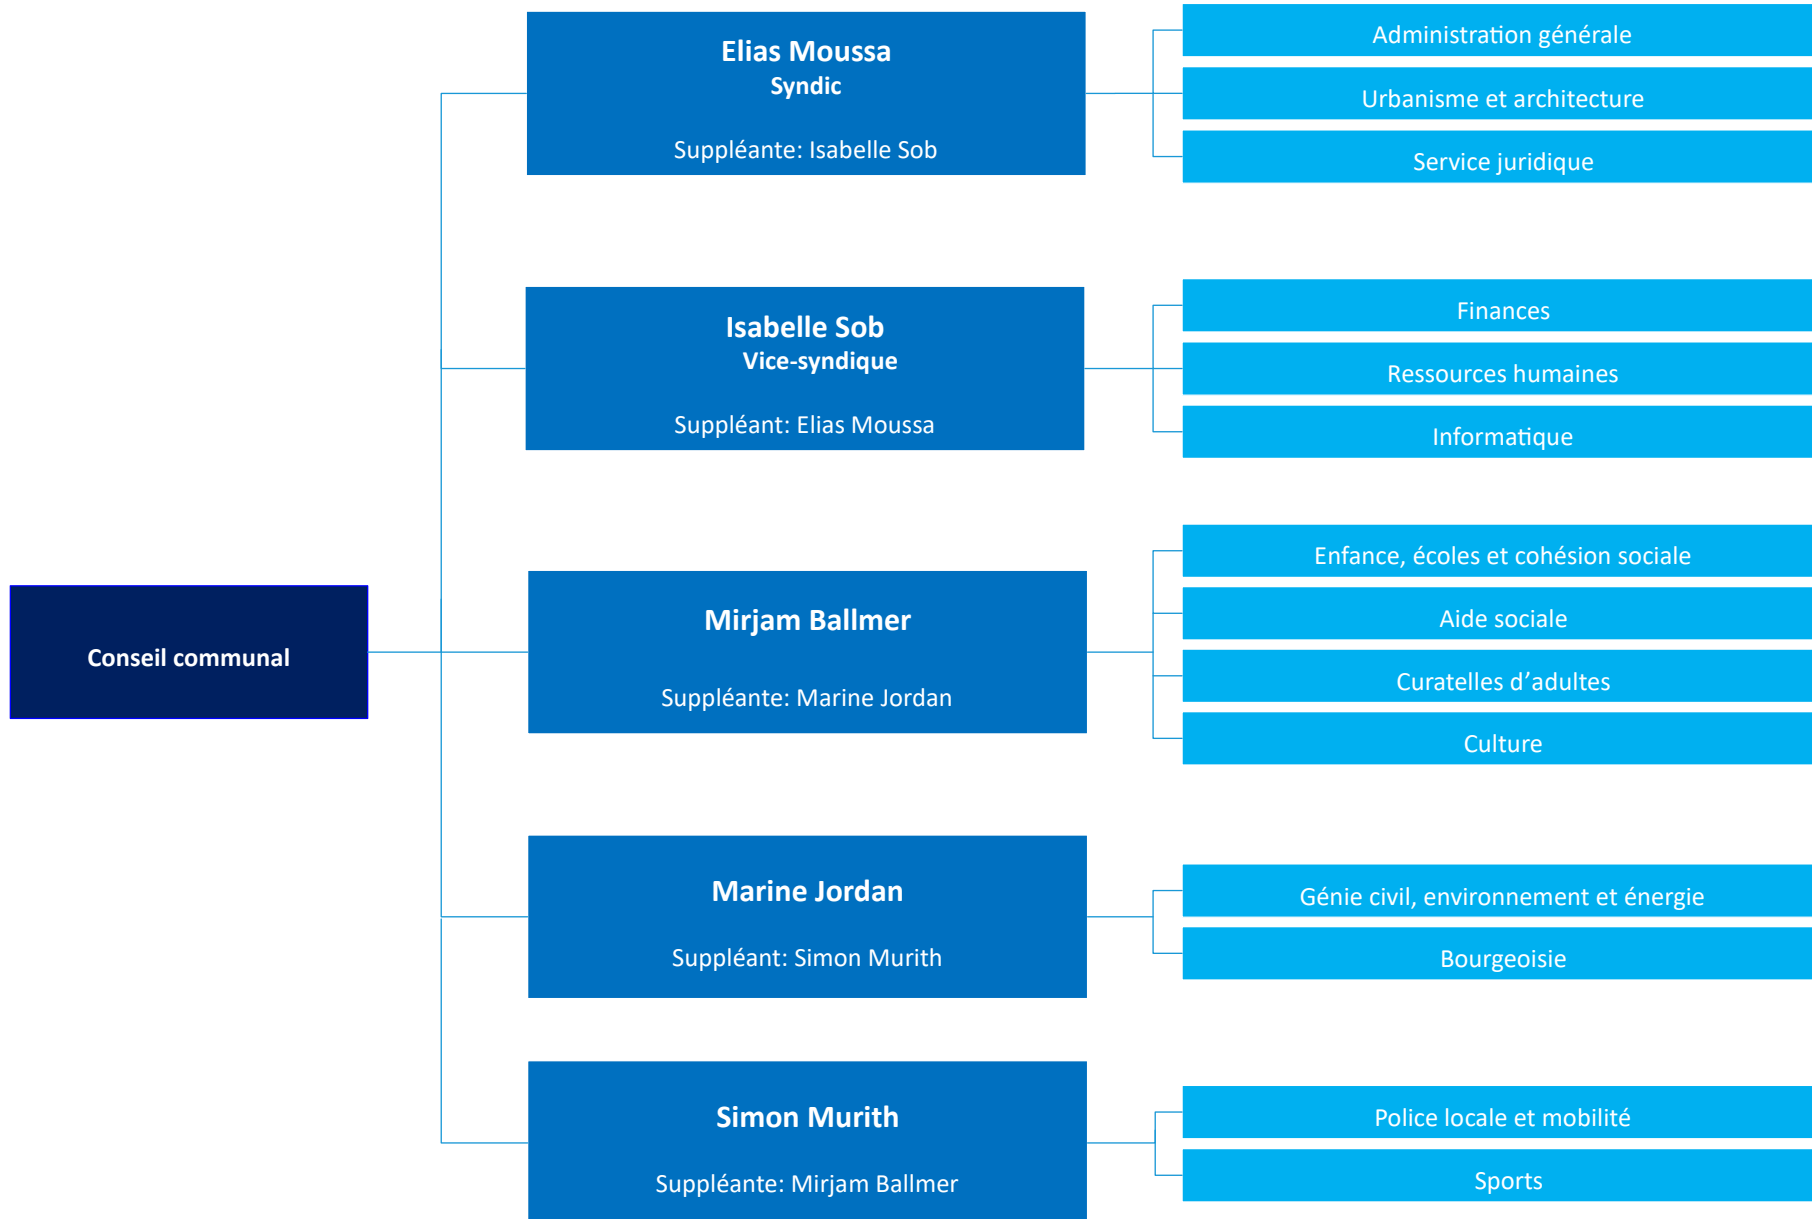 Conseil communal
Elias Moussa
Syndic
Suppléante: Isabelle Sob
Administration générale
Urbanisme et architecture
Service juridique
Isabelle Sob
Vice-syndique
Suppléant: Elias Moussa
Finances
Ressources humaines
Informatique
Mirjam Ballmer
Suppléante: Marine Jordan
Enfance, écoles et cohésion sociale
Aide sociale
Curatelles d’adultes
Culture
Marine Jordan
Suppléant: Simon Murith
Génie civil, environnement et énergie
Bourgeoisie
Simon Murith
Suppléante: Mirjam Ballmer
Police locale et mobilité
Sports